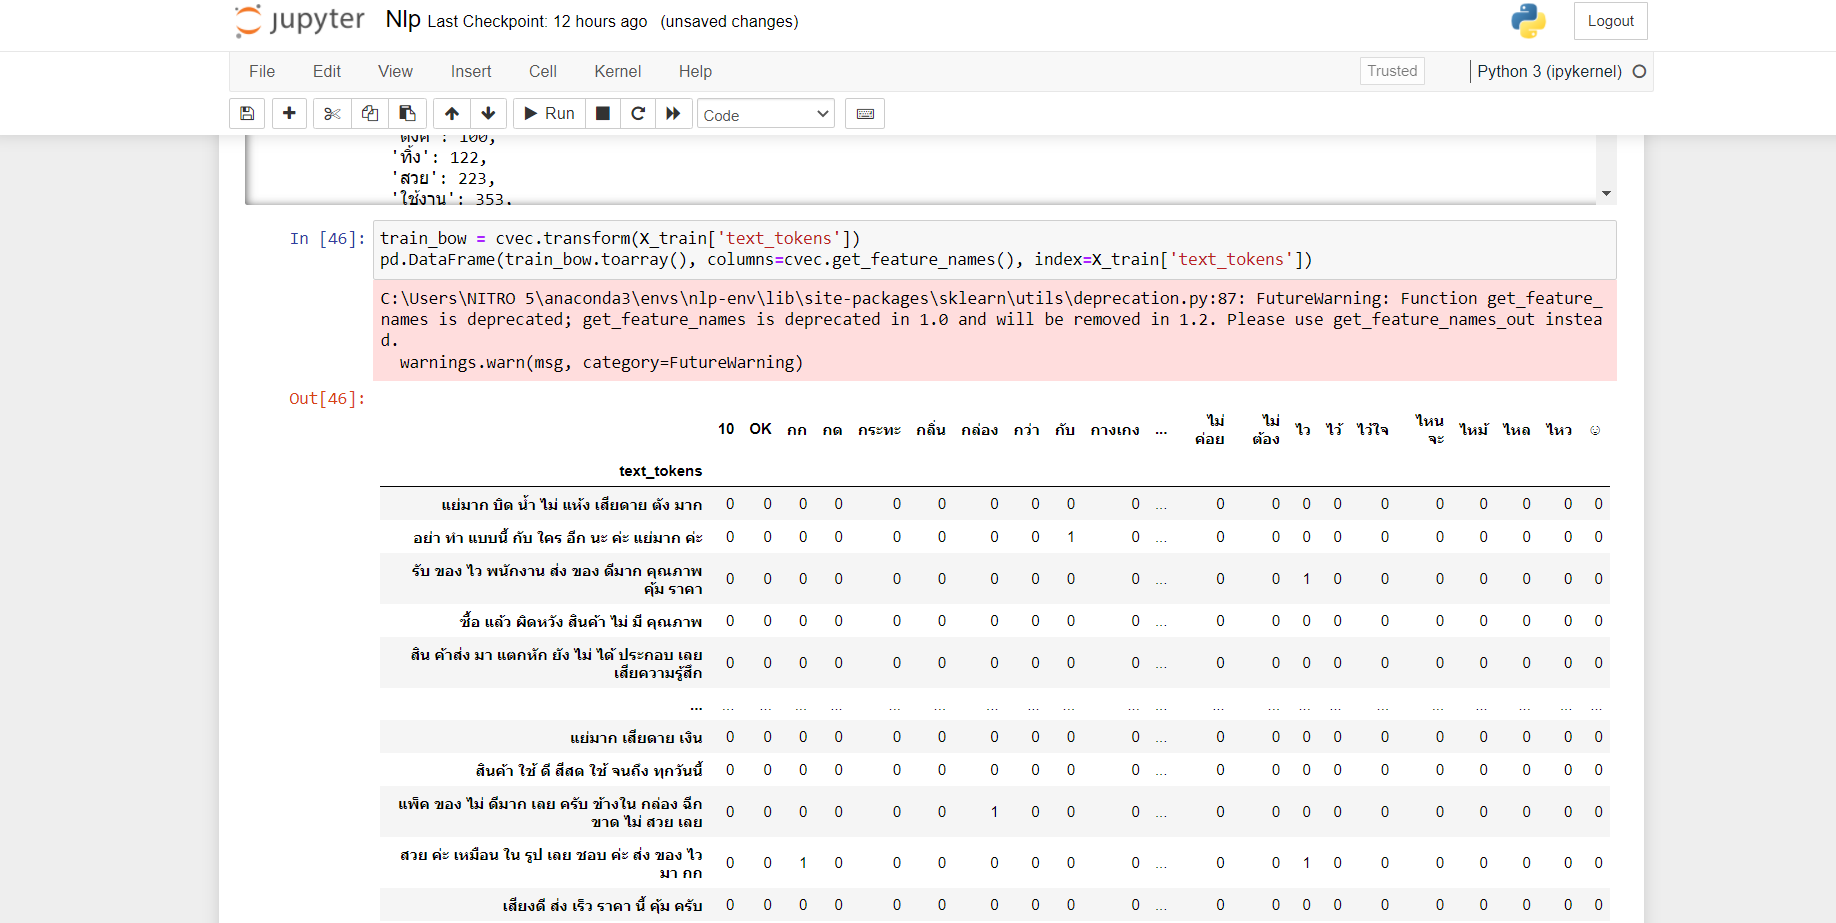 jupyter Nlp Last Checkpoint: 12 hours ago (unsaved changes) Logout
File Edit View Insert Cell Kernel Help Trusted Python 3 (ipykernel)
Run Code
'ทิ้ง': 122,
'สวย': 223,
'ใช้งาน': 353,
In [46]: train_bow = cvec.transform(X_train['text_tokens'])
pd.DataFrame(train_bow.toarray(), columns=cvec.get_feature_names(), index=X_train['text_tokens'])
C:\Users\NITRO 5\anaconda3\envs\nlp-env\lib\site-packages\sklearn\utils\deprecation.py:87: FutureWarning: Function get_feature_
names is deprecated; get_feature_names is deprecated in 1.0 and will be removed in 1.2. Please use get_feature_names_out instea
d.
warnings.warn(msg, category=FutureWarning)
Out[46]:
10 OK กก กด กระทะ กลิ่น กล่อง กว่า กับ กางเกง ... ไม่ค่อย ไม่ต้อง ไว ไว้ ไว้ใจ ไหนจะ ไหม้ ไหล ไหว ☺
text_tokens
แย่มาก บิด น้ำ ไม่ แห้ง เสียดาย ตัง มาก 0 0 0 0 0 0 0 0 0 0 ... 0 0 0 0 0 0 0 0 0 0
อย่า ทำ แบบนี้ กับ ใคร อีก นะ ค่ะ แย่มาก ค่ะ 0 0 0 0 0 0 0 0 1 0 ... 0 0 0 0 0 0 0 0 0 0
รับ ของ ไว พนักงาน ส่ง ของ ดีมาก คุณภาพ
คุ้ม ราคา 0 0 0 0 0 0 0 0 0 0 ... 0 0 1 0 0 0 0 0 0 0
ซื้อ แล้ว ผิดหวัง สินค้า ไม่ มี คุณภาพ 0 0 0 0 0 0 0 0 0 0 ... 0 0 0 0 0 0 0 0 0 0
สิน ค้าส่ง มา แตกหัก ยัง ไม่ ได้ ประกอบ เลย
เสียความรู้สึก 0 0 0 0 0 0 0 0 0 0 ... 0 0 0 0 0 0 0 0 0 0
... ... ... ... ... ... ... ... ... ... ... ... ... ... ... ... ... ... ... ... ... ...
แย่มาก เสียดาย เงิน 0 0 0 0 0 0 0 0 0 0 ... 0 0 0 0 0 0 0 0 0 0
สินค้า ใช้ ดี สีสด ใช้ จนถึง ทุกวันนี้ 0 0 0 0 0 0 0 0 0 0 ... 0 0 0 0 0 0 0 0 0 0
แพ็ค ของ ไม่ ดีมาก เลย ครับ ข้างใน กล่อง ฉีก
ขาด ไม่ สวย เลย 0 0 0 0 0 0 1 0 0 0 ... 0 0 0 0 0 0 0 0 0 0
สวย ค่ะ เหมือน ใน รูป เลย ชอบ ค่ะ ส่ง ของ ไว
มา กก 0 0 1 0 0 0 0 0 0 0 ... 0 0 1 0 0 0 0 0 0 0
เสียงดี ส่ง เร็ว ราคา นี้ คุ้ม ครับ 0 0 0 0 0 0 0 0 0 0 ... 0 0 0 0 0 0 0 0 0 0